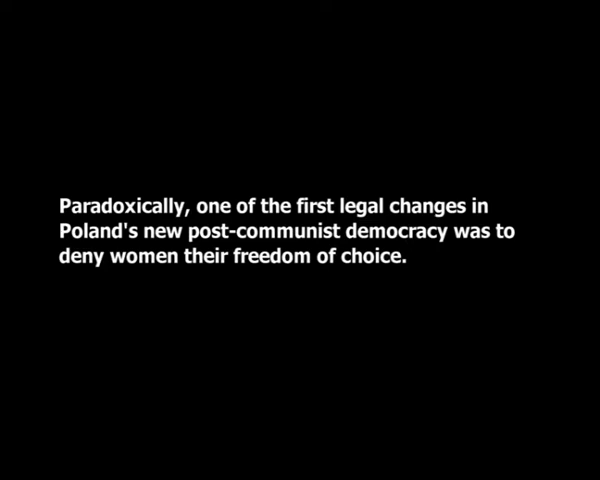 Paradoxically, one of the first legal changes in
Poland's new post-communist democracy was to
deny women their freedom of choice.